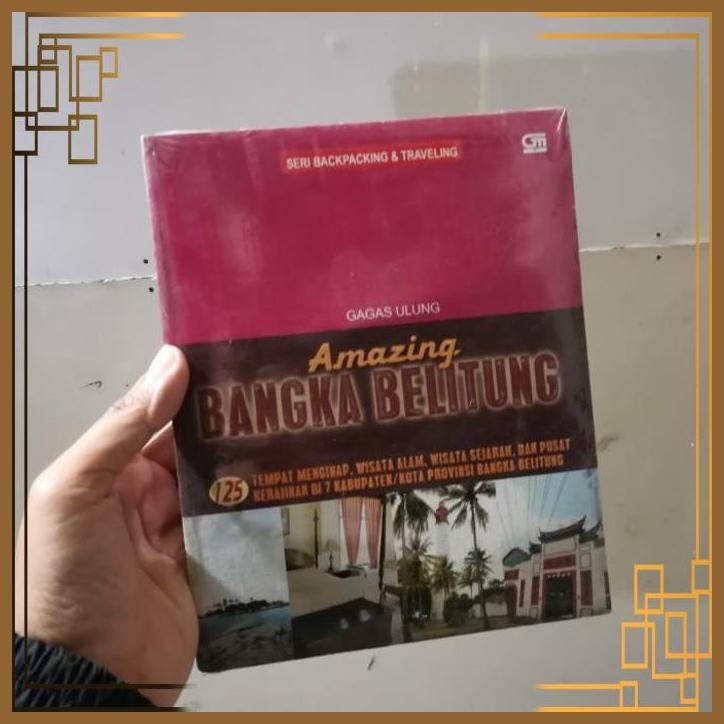 SERI BACKPACKING & TRAVELING
GM
GAGAS ULUNG
Amazing
BANGKA BELITUNG
125 TEMPAT MENGINAP, WISATA ALAM, WISATA SEJARAH, DAN PUSAT
KERAJINAN DI 7 KABUPATEN/KOTA PROVINSI BANGKA BELITUNG